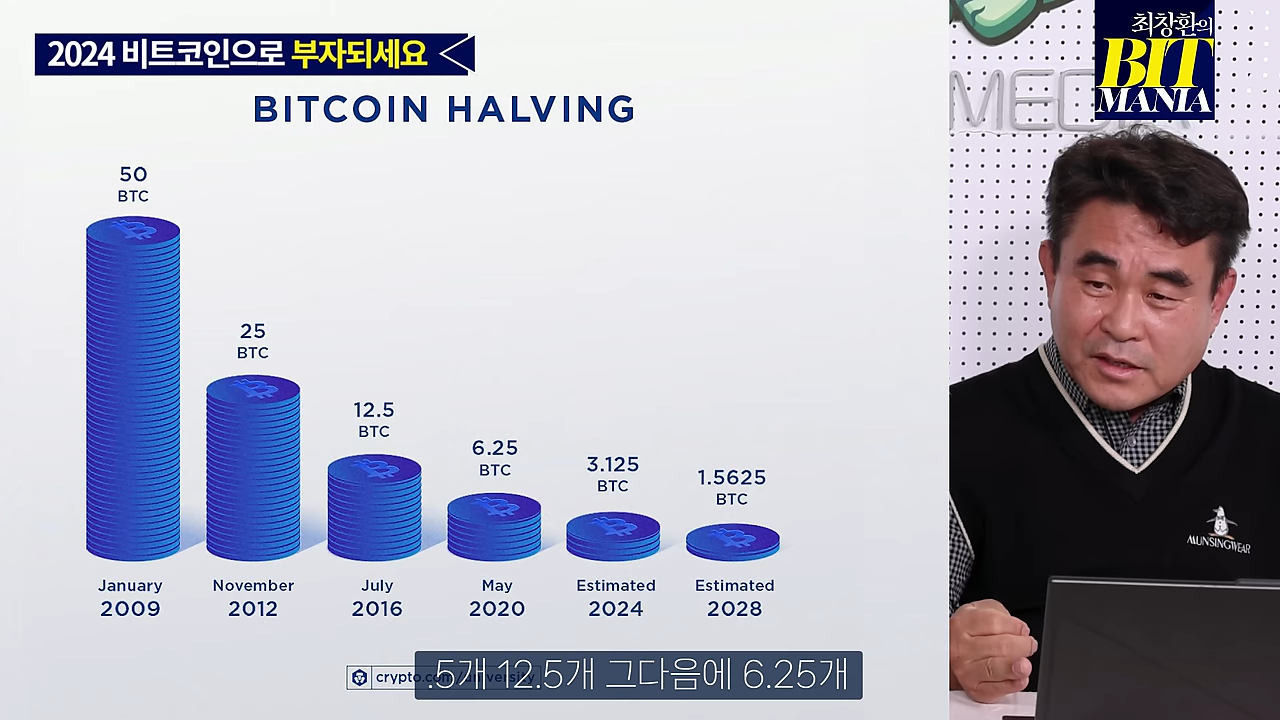 2024 비트코인으로 부자되세요
최창환의
BIT
MANIA
BITCOIN HALVING
50
BTC
25
BTC
12.5
BTC
6.25
BTC
3.125
BTC
1.5625
BTC
January
2009
November
2012
July
2016
May
2020
Estimated
2024
Estimated
2028
crypto.com/university
.5개 12.5개 그다음에 6.25개
MUNSINGWEAR